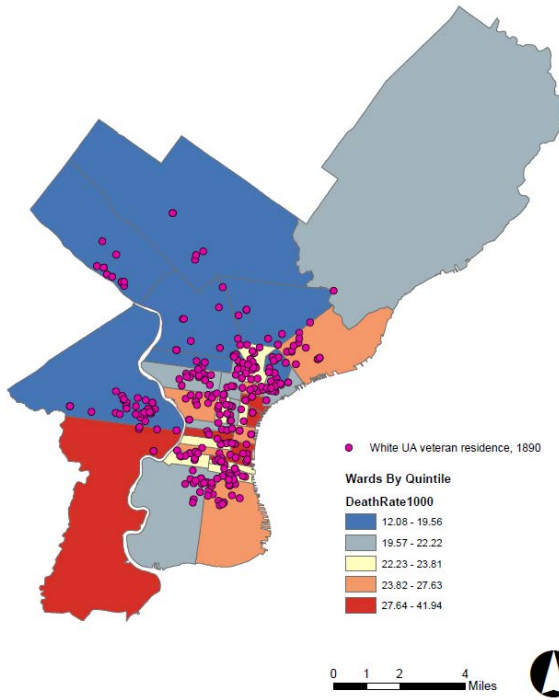 White UA veteran residence, 1890
Wards By Quintile
DeathRate1000
12.08 - 19.56
19.57 - 22.22
22.23 - 23.81
23.82 - 27.63
27.64 - 41.94
0 1 2 4
Miles